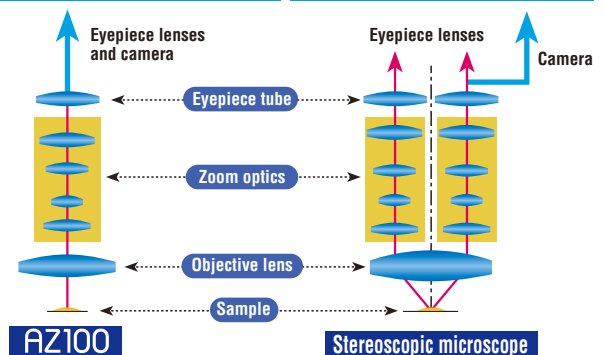 Eyepiece lenses
and camera
Eyepiece lenses
Camera
Eyepiece tube
Zoom optics
Objective lens
Sample
AZ100
Stereoscopic microscope